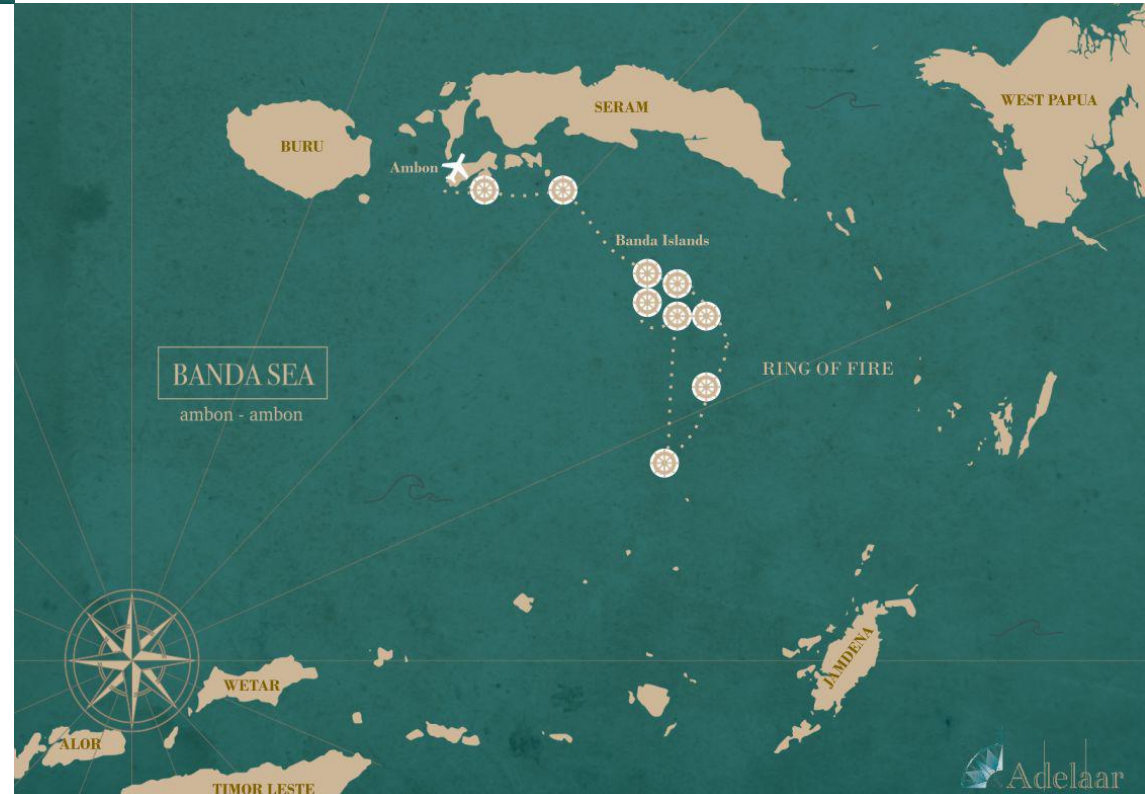 SERAM
WEST PAPUA
BURU
Ambon
Banda Islands
BANDA SEA
ambon - ambon
RING OF FIRE
JAMDENA
WETAR
ALOR
TIMOR LESTE
Adelaar